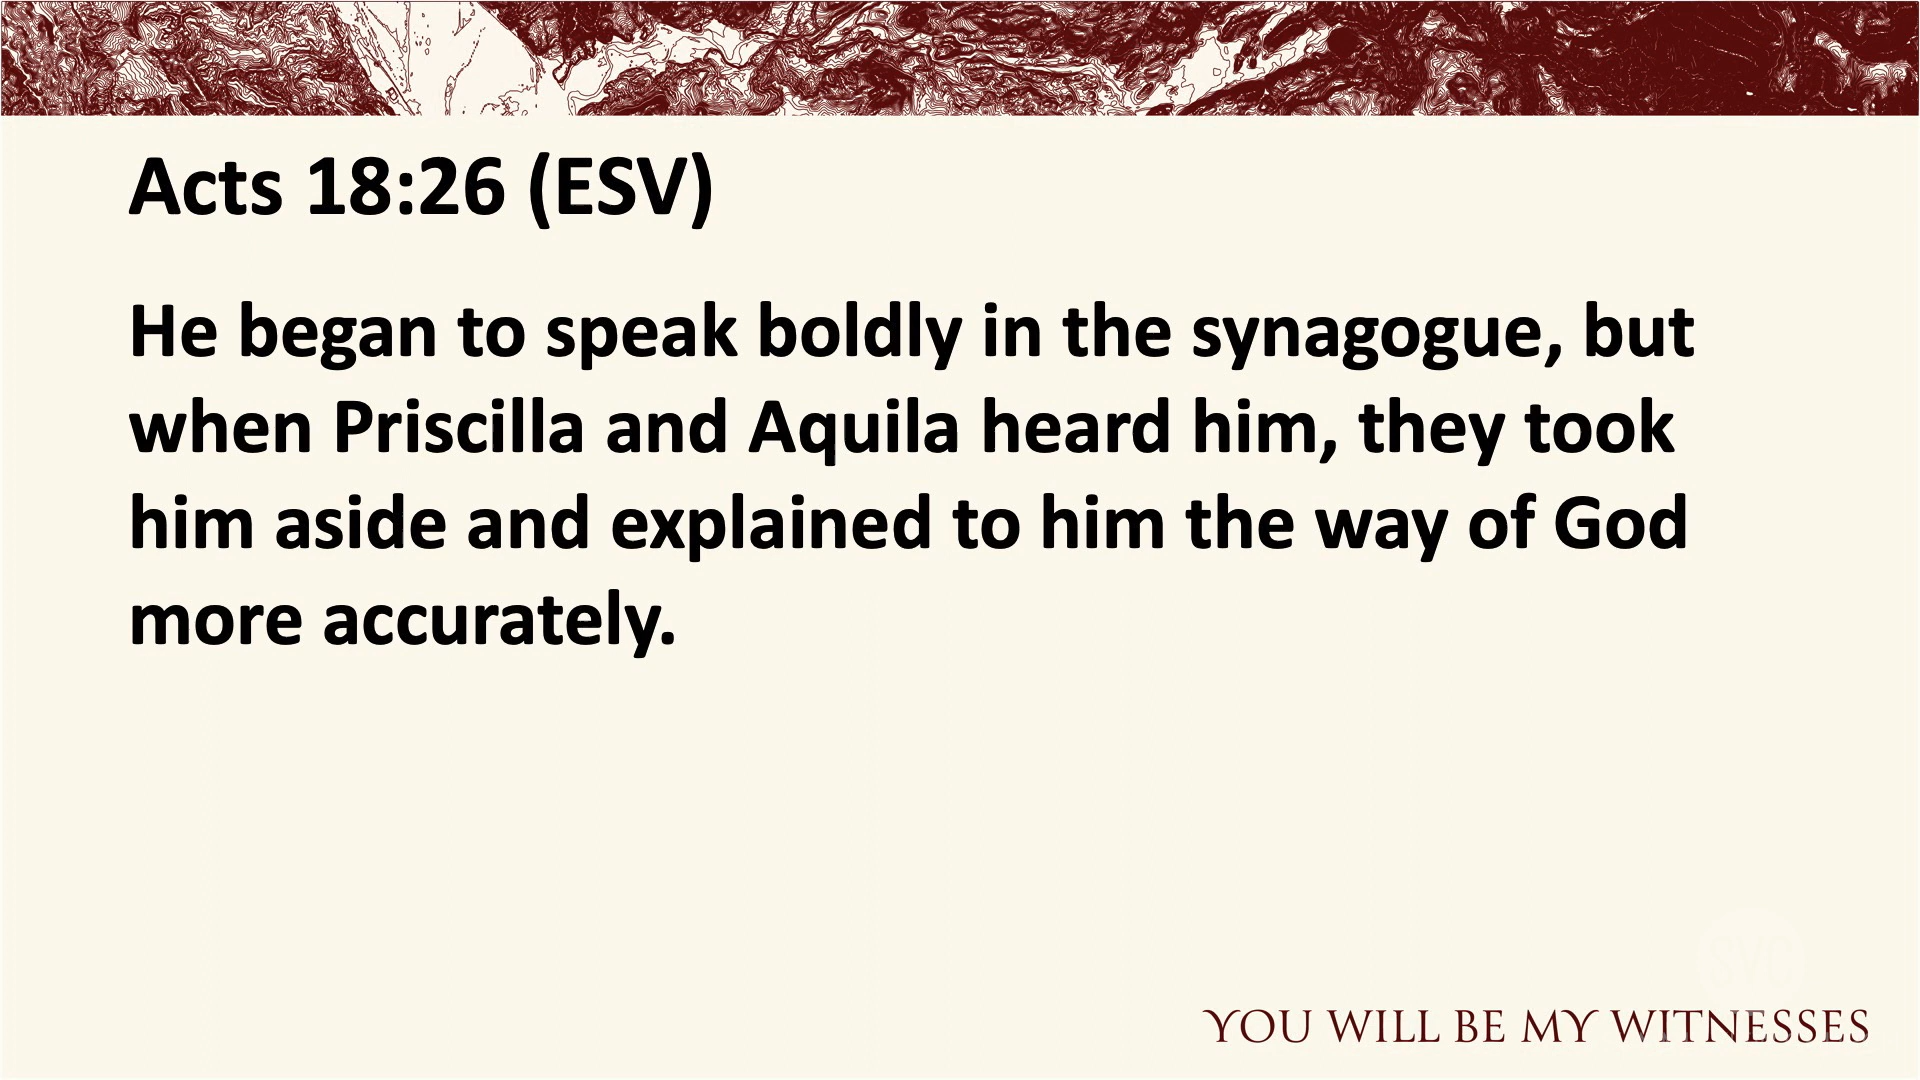 Acts 18:26 (ESV)
He began to speak boldly in the synagogue, but
when Priscilla and Aquila heard him, they took
him aside and explained to him the way of God
more accurately.
SVC
YOU WILL BE MY WITNESSES